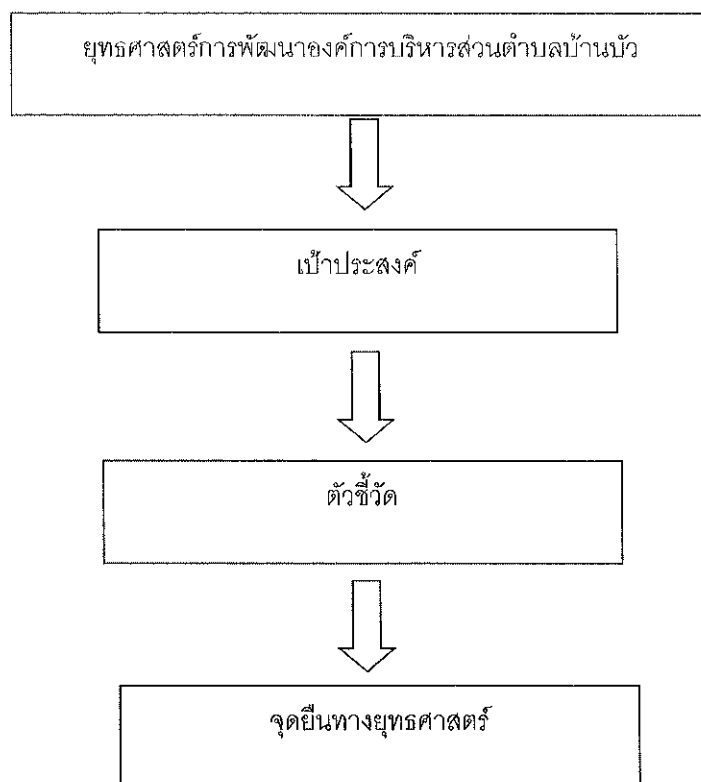 ยุทธศาสตร์การพัฒนาองค์การบริหารส่วนตำบลบ้านบัว
เป้าประสงค์
ตัวชี้วัด
จุดยืนทางยุทธศาสตร์